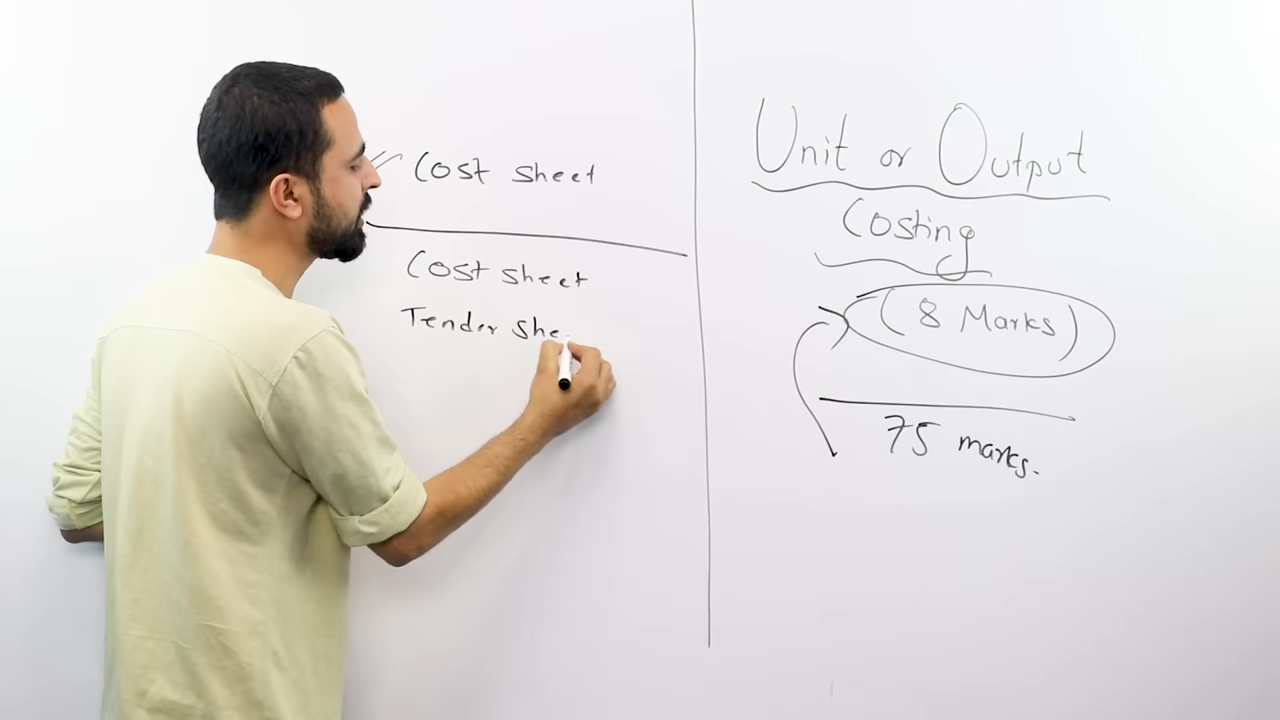 Cost sheet
Cost sheet
Tender she
Unit or Output
Costing
(8 Marks)
75 marks.